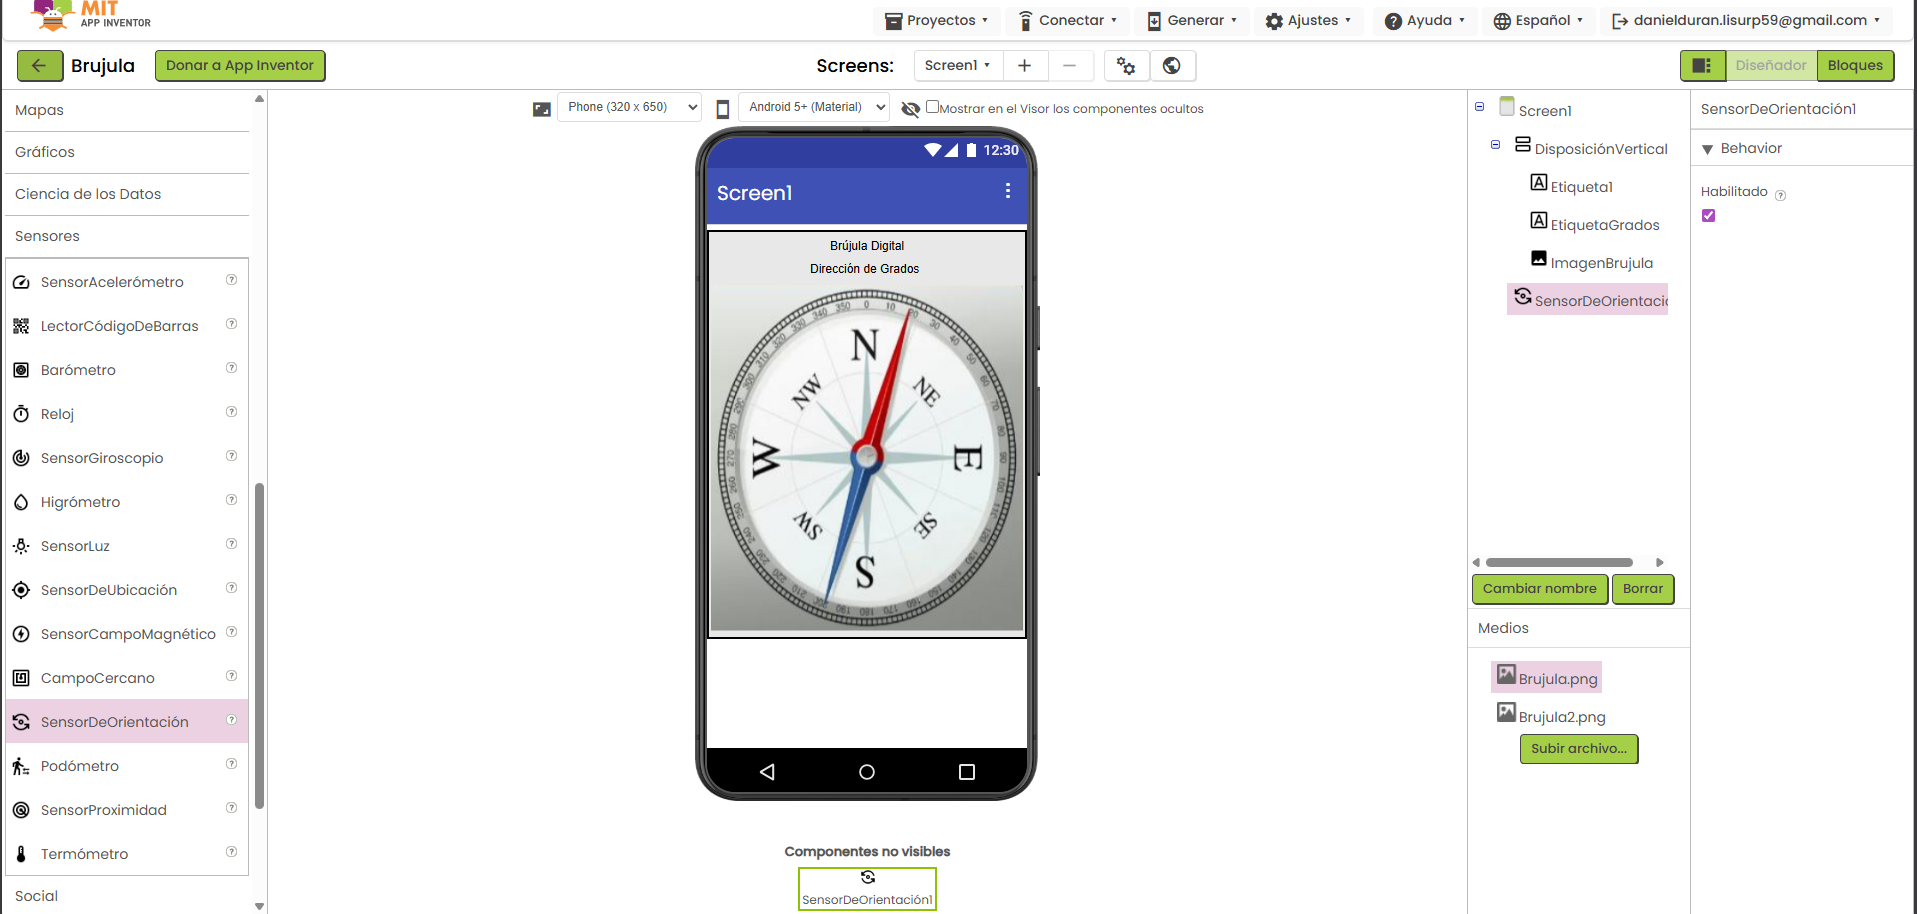 MIT
APP INVENTOR
Proyectos
Conectar
Generar
Ajustes
Ayuda
Español
danielduran.lisurp59@gmail.com
Brujula
Donar a App Inventor
Screens:
Screen1
Diseñador
Bloques
Mapas
Gráficos
Ciencia de los Datos
Sensores
SensorAcelerómetro
LectorCódigoDeBarras
Barómetro
Reloj
SensorGiroscopio
Higrómetro
SensorLuz
SensorDeUbicación
SensorCampoMagnético
CampoCercano
SensorDeOrientación
Podómetro
SensorProximidad
Termómetro
Social
Phone (320 x 650)
Android 5+ (Material)
Mostrar en el Visor los componentes ocultos
12:30
Screen1
Brújula Digital
Dirección de Grados
N
NW
NE
W
E
SW
SE
S
Componentes no visibles
SensorDeOrientación1
Screen1
DisposiciónVertical
Etiqueta1
EtiquetaGrados
ImagenBrujula
SensorDeOrientació
Cambiar nombre
Borrar
Medios
Brujula.png
Brujula2.png
Subir archivo...
SensorDeOrientación1
Behavior
Habilitado